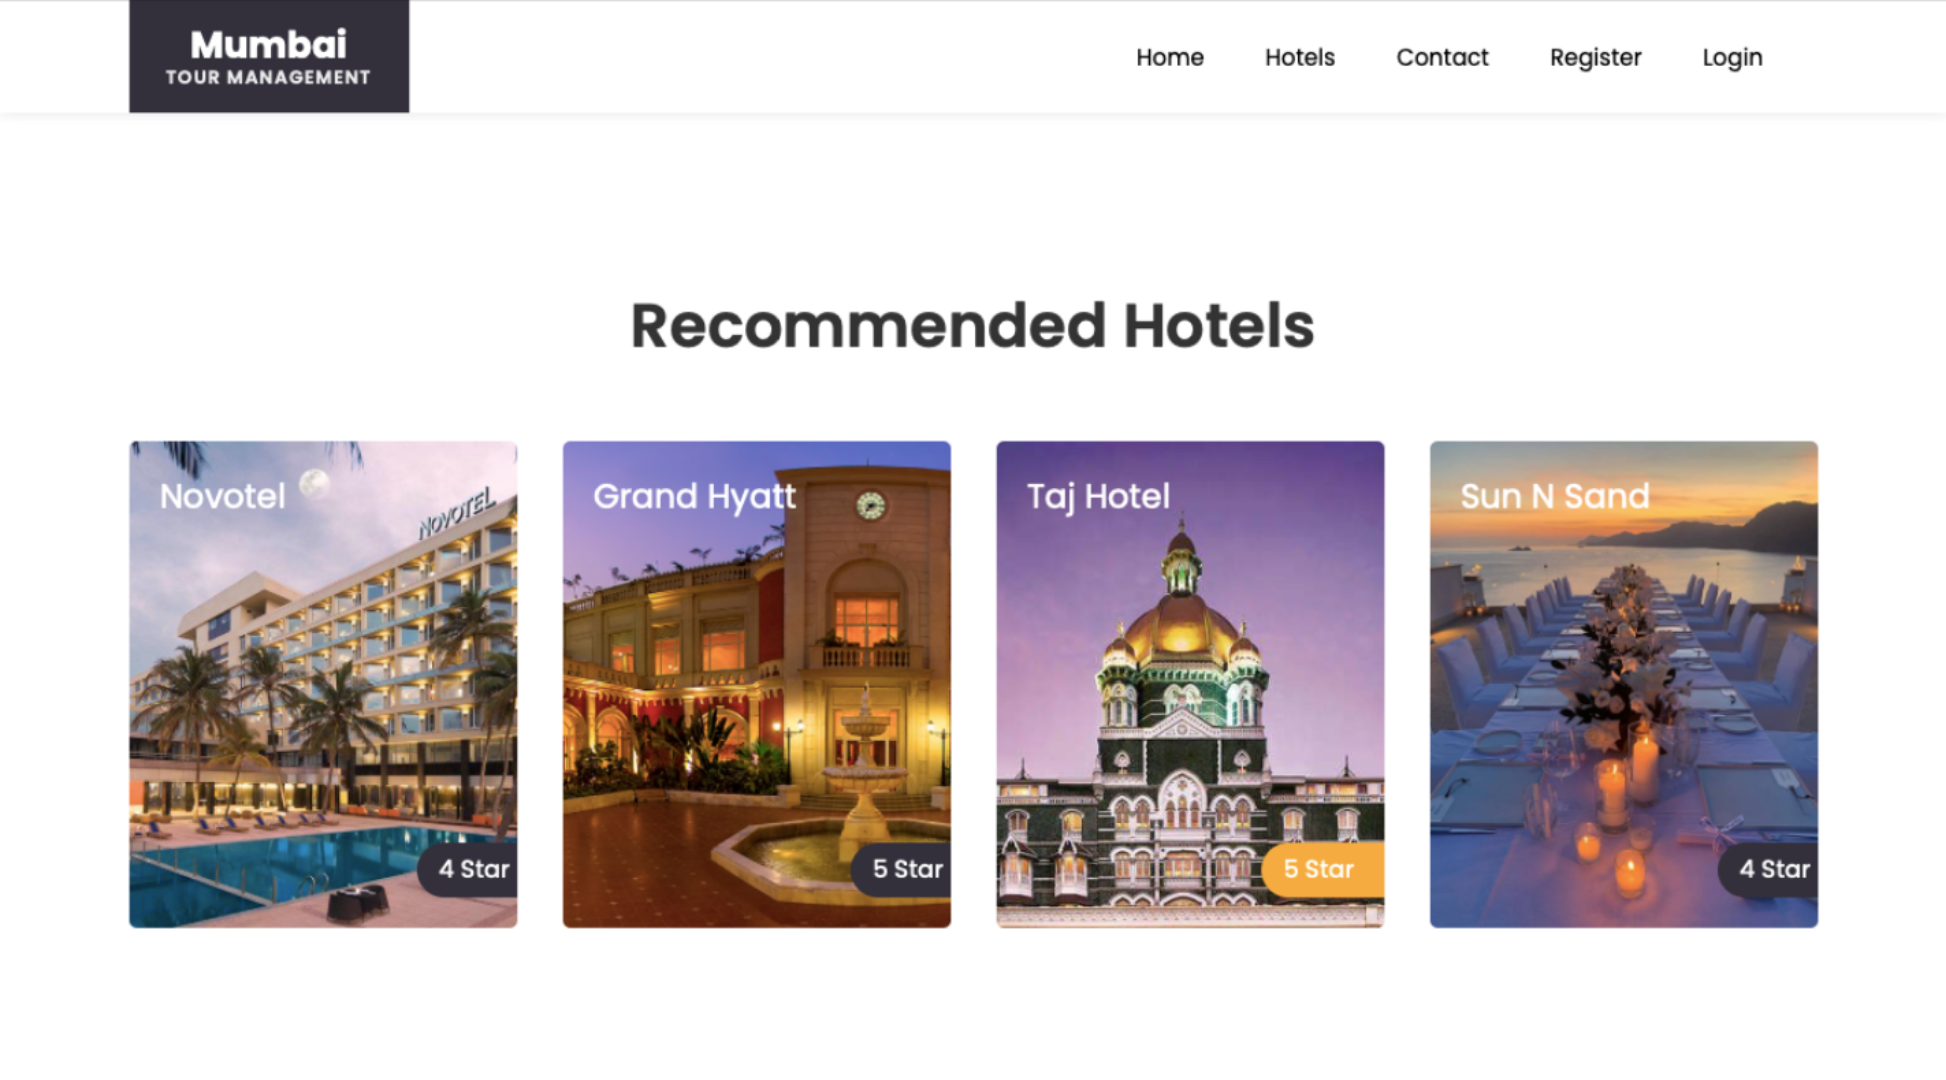 Mumbai
TOUR MANAGEMENT
Home Hotels Contact Register Login
Recommended Hotels
Novotel
NOVOTEL
4 Star
Grand Hyatt
5 Star
Taj Hotel
5 Star
Sun N Sand
4 Star